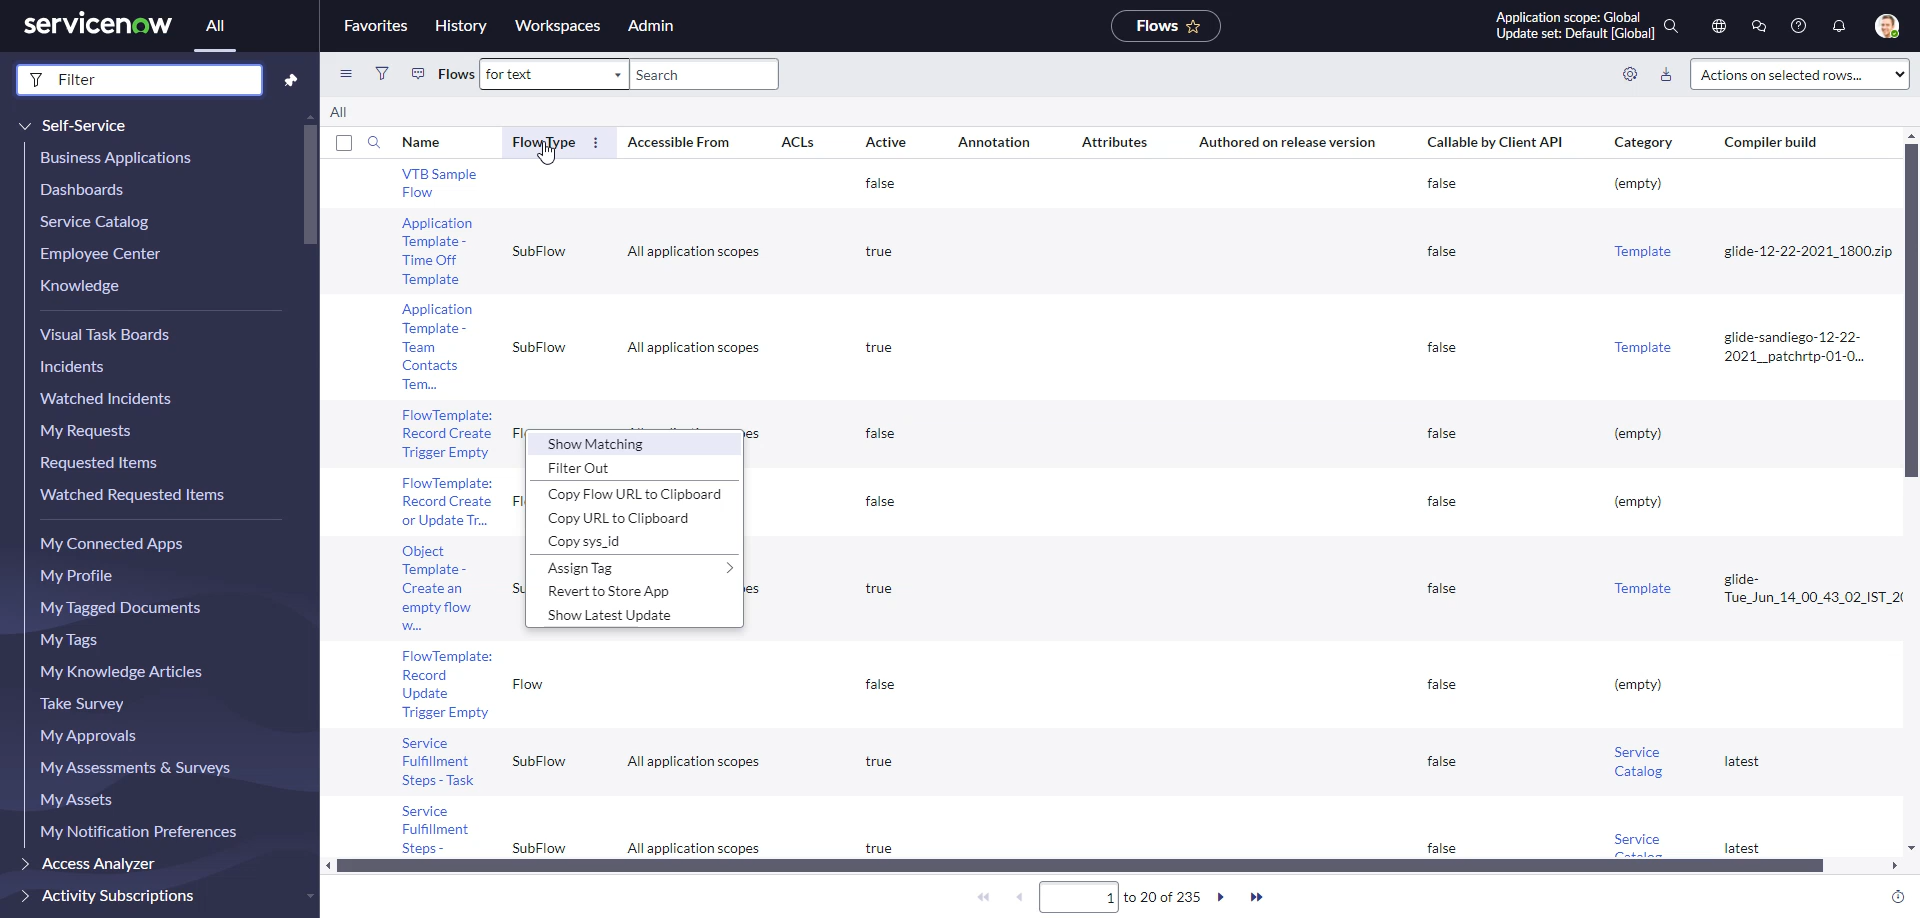 servicenow
All
Favorites
History
Workspaces
Admin
Flows
Application scope: Global
Update set: Default [Global]
Filter
Flows
for text
Search
Actions on selected rows...
All
Self-Service
Business Applications
Dashboards
Service Catalog
Employee Center
Knowledge
Visual Task Boards
Incidents
Watched Incidents
My Requests
Requested Items
Watched Requested Items
My Connected Apps
My Profile
My Tagged Documents
My Tags
My Knowledge Articles
Take Survey
My Approvals
My Assessments & Surveys
My Assets
My Notification Preferences
Access Analyzer
Activity Subscriptions
Name
Flow Type
Accessible From
ACLs
Active
Annotation
Attributes
Authored on release version
Callable by Client API
Category
Compiler build
VTB Sample
Flow
false
false
(empty)
Application
Template -
Time Off
Template
SubFlow
All application scopes
true
false
Template
glide-12-22-2021_1800.zip
Application
Template -
Team
Contacts
Tem...
SubFlow
All application scopes
true
false
Template
glide-sandiego-12-22-
2021__patchrtp-01-0...
FlowTemplate:
Record Create
Trigger Empty
false
false
(empty)
FlowTemplate:
Record Create
or Update Tr...
false
false
(empty)
Object
Template -
Create an
empty flow
w...
true
false
Template
glide-
Tue_Jun_14_00_43_02_IST_20
Show Matching
Filter Out
Copy Flow URL to Clipboard
Copy URL to Clipboard
Copy sys_id
Assign Tag
Revert to Store App
Show Latest Update
FlowTemplate:
Record
Update
Trigger Empty
Flow
false
false
(empty)
Service
Fulfillment
Steps - Task
SubFlow
All application scopes
true
false
Service
Catalog
latest
Service
Fulfillment
Steps -
SubFlow
All application scopes
true
false
Service
Catalog
latest
1 to 20 of 235